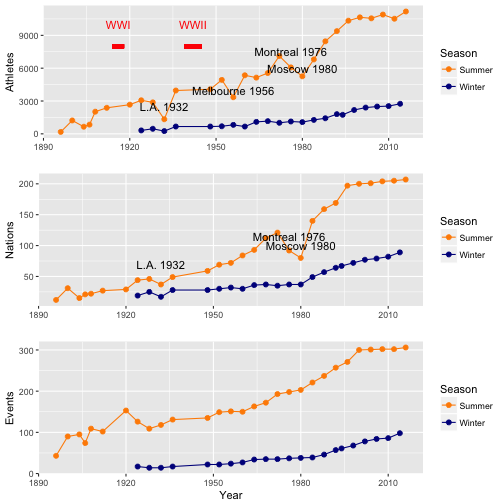 WWI WWII
9000
6000
3000
0
Athletes
Montreal 1976
Moscow 1980
Melbourne 1956
L.A. 1932
1890 1920 1950 1980 2010
Season
Summer
Winter
200
150
100
50
Nations
Montreal 1976
Moscow 1980
L.A. 1932
1890 1920 1950 1980 2010
Season
Summer
Winter
300
200
100
0
Events
1890 1920 1950 1980 2010
Year
Season
Summer
Winter